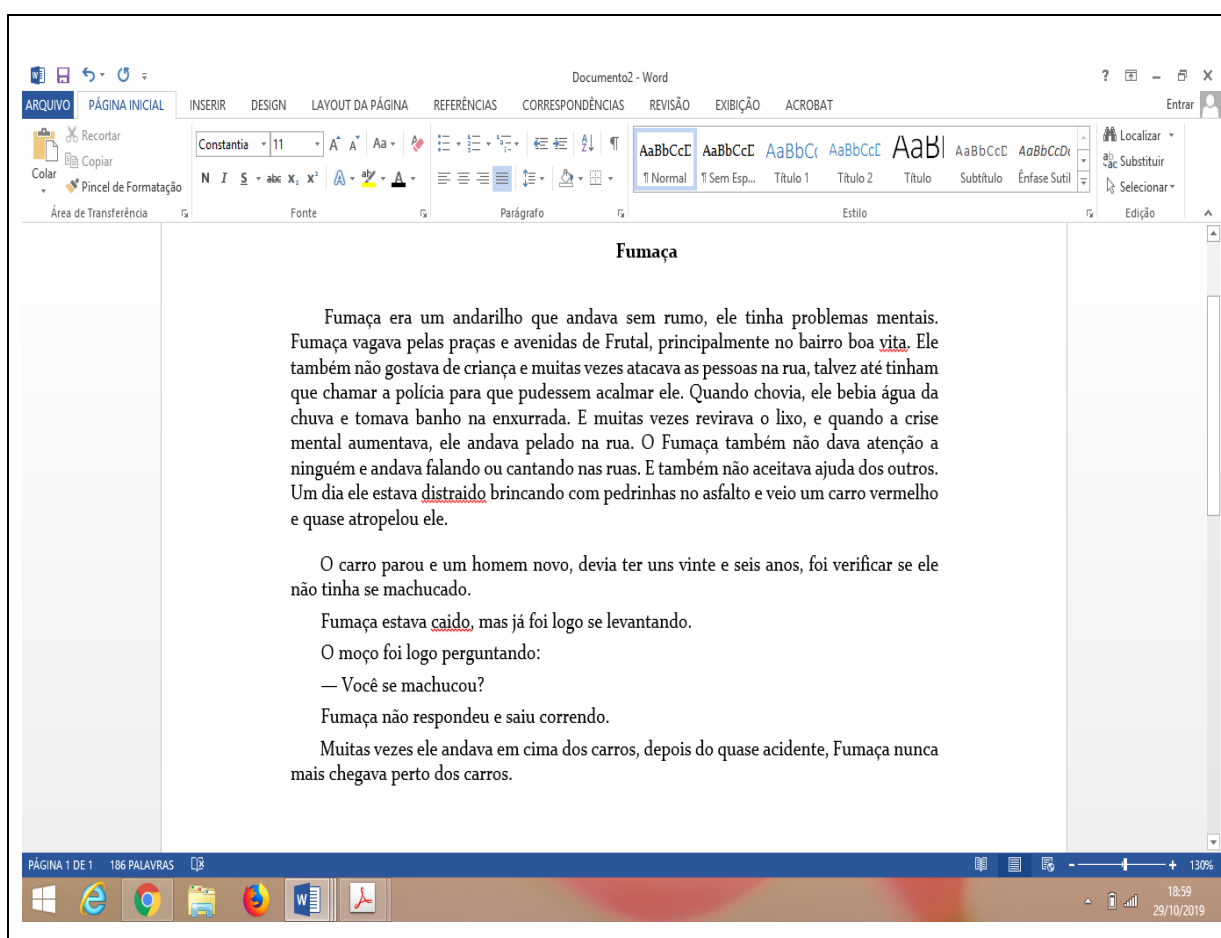 Documento2 - Word
ARQUIVO PÁGINA INICIAL INSERIR DESIGN LAYOUT DA PÁGINA REFERÊNCIAS CORRESPONDÊNCIAS REVISÃO EXIBIÇÃO ACROBAT Entrar
Colar
Recortar
Copiar
Pincel de Formatação
Área de Transferência
Constantia 11
N I S abc X₂ X²
Fonte
Parágrafo
AaBbCcD AaBbCcD AaBbCc AaBbCcD AaBl AaBbCcD AaBbCcDc
¶ Normal ¶ Sem Esp... Título 1 Título 2 Título Subtítulo Ênfase Sutil
Estilo
Localizar
Substituir
Selecionar
Edição
Fumaça
Fumaça era um andarilho que andava sem rumo, ele tinha problemas mentais.
Fumaça vagava pelas praças e avenidas de Frutal, principalmente no bairro boa vita. Ele
também não gostava de criança e muitas vezes atacava as pessoas na rua, talvez até tinham
que chamar a polícia para que pudessem acalmar ele. Quando chovia, ele bebia água da
chuva e tomava banho na enxurrada. E muitas vezes revirava o lixo, e quando a crise
mental aumentava, ele andava pelado na rua. O Fumaça também não dava atenção a
ninguém e andava falando ou cantando nas ruas. E também não aceitava ajuda dos outros.
Um dia ele estava distraido brincando com pedrinhas no asfalto e veio um carro vermelho
e quase atropelou ele.
O carro parou e um homem novo, devia ter uns vinte e seis anos, foi verificar se ele
não tinha se machucado.
Fumaça estava caido, mas já foi logo se levantando.
O moço foi logo perguntando:
— Você se machucou?
Fumaça não respondeu e saiu correndo.
Muitas vezes ele andava em cima dos carros, depois do quase acidente, Fumaça nunca
mais chegava perto dos carros.
PÁGINA 1 DE 1 186 PALAVRAS 130%
18:59
29/10/2019